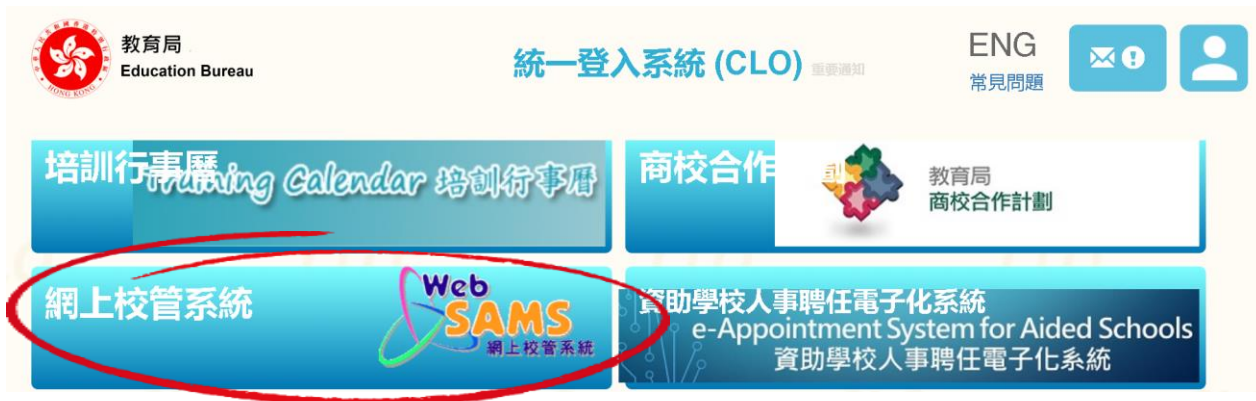 教育局
Education Bureau
HONG KONG
統一登入系統 (CLO) 重要通知
ENG
常見問題
培訓行事曆
Training Calendar 培訓行事曆
商校合作
教育局
商校合作計劃
網上校管系統
Web
SAMS
網上校管系統
資助學校人事聘任電子化系統
e-Appointment System for Aided Schools
資助學校人事聘任電子化系統